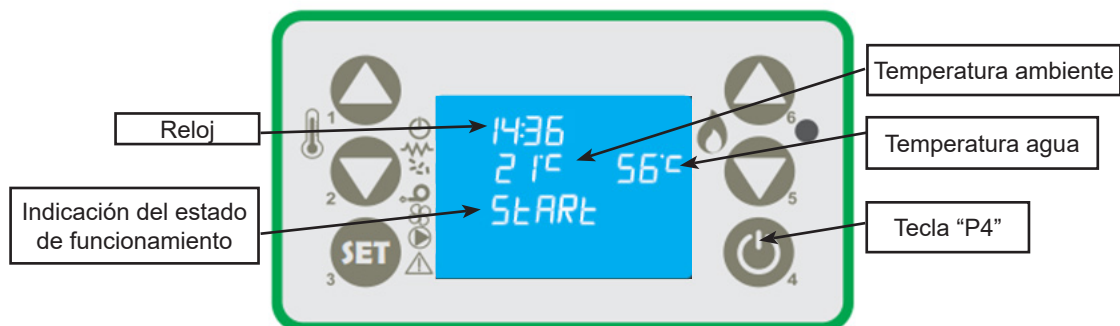 Temperatura ambiente
1
6
Reloj
14:36
21°C
56°C
Temperatura agua
2
5
Indicación del estado
de funcionamiento
StARt
Tecla “P4”
SET
3
4